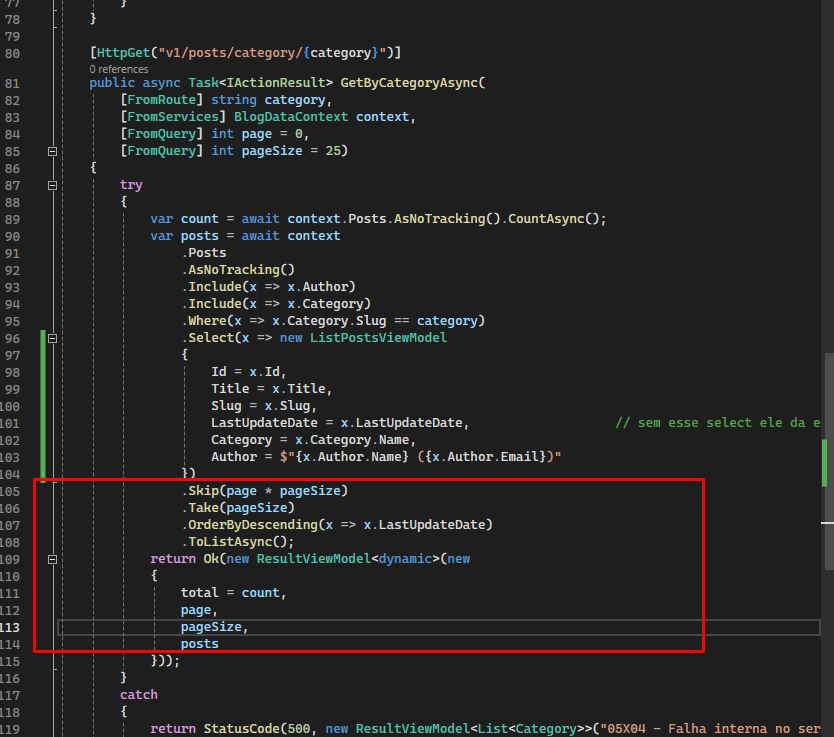 77 }
78 }
79
80 [HttpGet("v1/posts/category/{category}")]
0 references
81 public async Task<IActionResult> GetByCategoryAsync(
82 [FromRoute] string category,
83 [FromServices] BlogDataContext context,
84 [FromQuery] int page = 0,
85 [FromQuery] int pageSize = 25)
86 {
87 try
88 {
89 var count = await context.Posts.AsNoTracking().CountAsync();
90 var posts = await context
91 .Posts
92 .AsNoTracking()
93 .Include(x => x.Author)
94 .Include(x => x.Category)
95 .Where(x => x.Category.Slug == category)
96 .Select(x => new ListPostsViewModel
97 {
98 Id = x.Id,
99 Title = x.Title,
100 Slug = x.Slug,
101 LastUpdateDate = x.LastUpdateDate, // sem esse select ele da e
102 Category = x.Category.Name,
103 Author = $"{x.Author.Name} ({x.Author.Email})"
104 })
105 .Skip(page * pageSize)
106 .Take(pageSize)
107 .OrderByDescending(x => x.LastUpdateDate)
108 .ToListAsync();
109 return Ok(new ResultViewModel<dynamic>(new
110 {
111 total = count,
112 page,
113 pageSize,
114 posts
115 }));
116 }
117 catch
118 {
119 return StatusCode(500, new ResultViewModel<List<Category>>("05X04 - Falha interna no ser